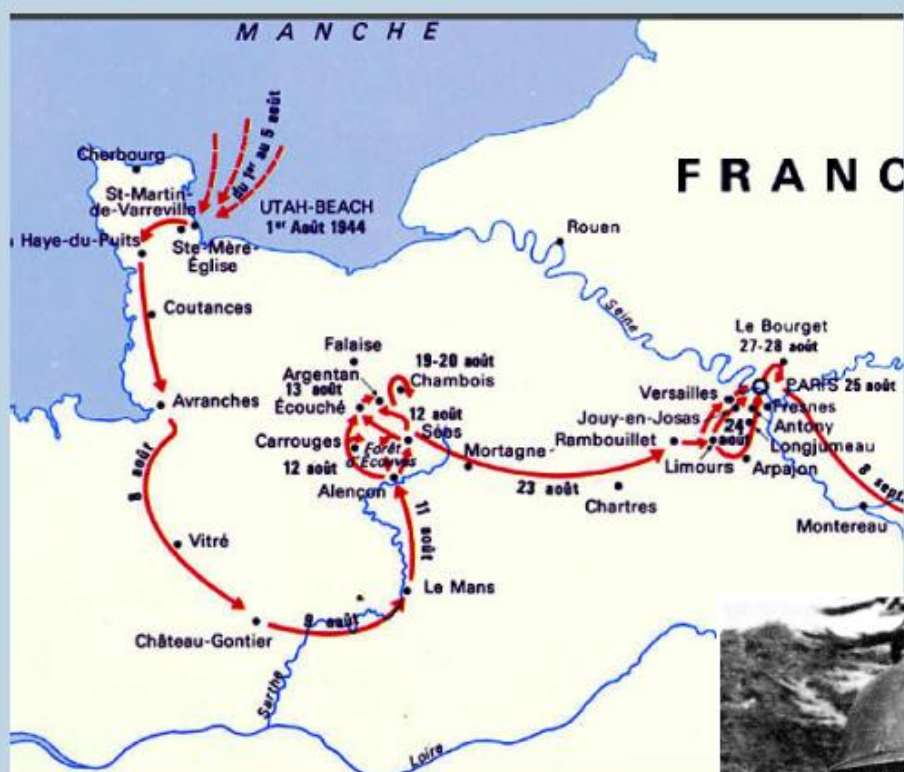 MANCHE
du 1er au 5 août
Cherbourg
St-Martin-
de-Varreville
UTAH-BEACH
1er Août 1944
Haye-du-Puits
Ste-Mère-
Église
FRANC
Rouen
Seine
Coutances
Le Bourget
27-28 août
Falaise
19-20 août
Argentan
Chambois
13 août
Écouché
Versailles
PARIS 25 août
Avranches
12 août
Sées
Jouy-en-Josas
Fresnes
Antony
Carrouges
Forêt
d'Écouves
Rambouillet
24
août
Longjumeau
Mortagne
Limours
Arpajon
12 août
Alençon
23 août
Chartres
8 sept.
8 août
11 août
Montereau
Vitré
Le Mans
9 août
Château-Gontier
Sarthe
Loire